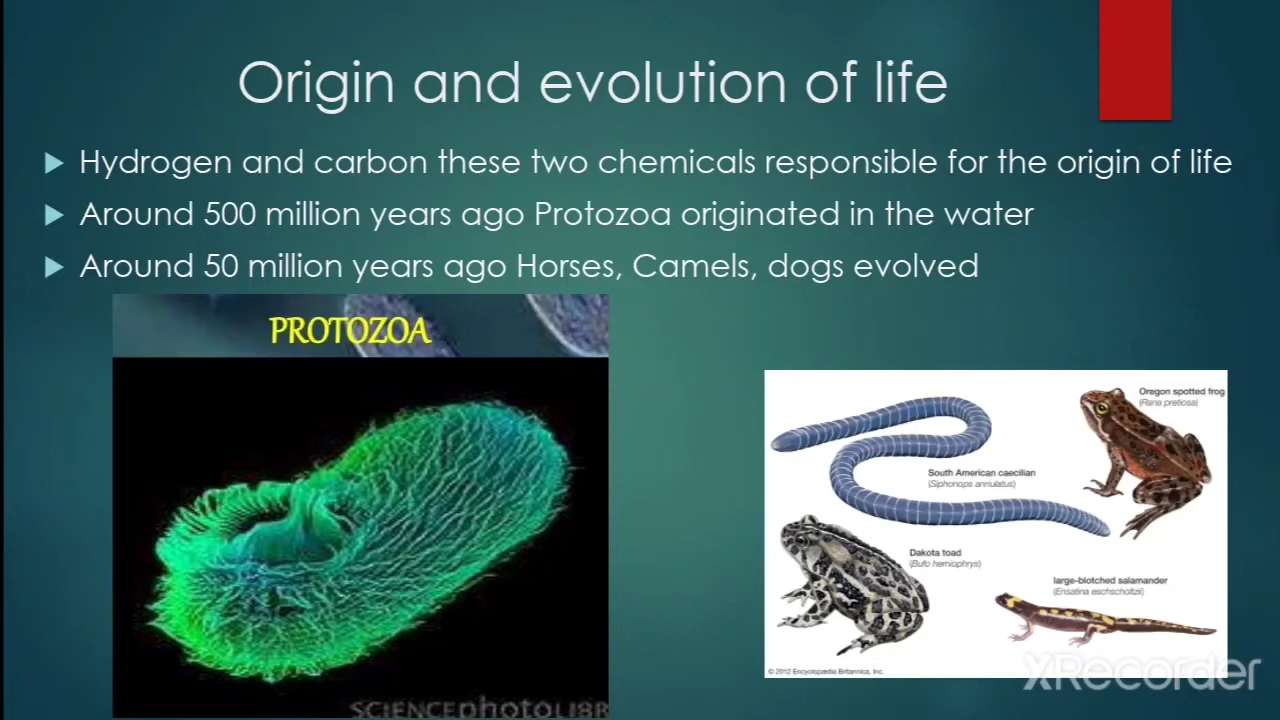 Origin and evolution of life
Hydrogen and carbon these two chemicals responsible for the origin of life
Around 500 million years ago Protozoa originated in the water
Around 50 million years ago Horses, Camels, dogs evolved
PROTOZOA
SCIENCEphotoLIBR
Oregon spotted frog
(Rana pretiosa)
South American caecilian
(Siphonops annulatus)
Dakota toad
(Bufo hemiophrys)
large-blotched salamander
(Ensatina eschscholtzii)
© 2012 Encyclopædia Britannica, Inc.
XRecorder